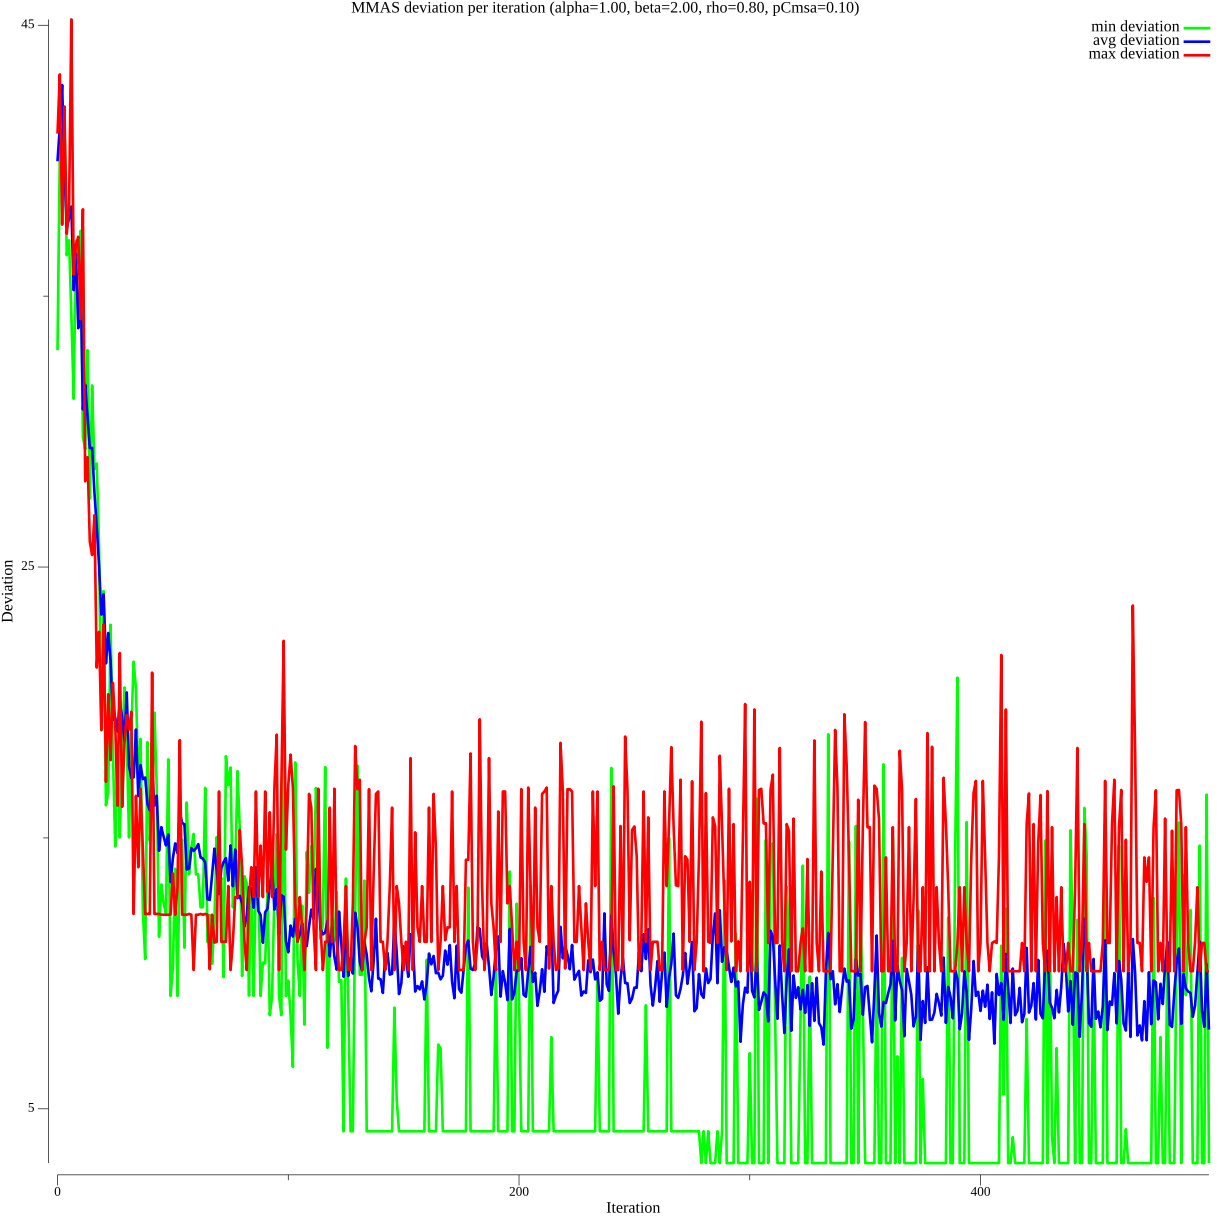 MMAS deviation per iteration (alpha=1.00, beta=2.00, rho=0.80, pCmsa=0.10)
min deviation
avg deviation
max deviation
45
25
5
Deviation
0
200
400
Iteration